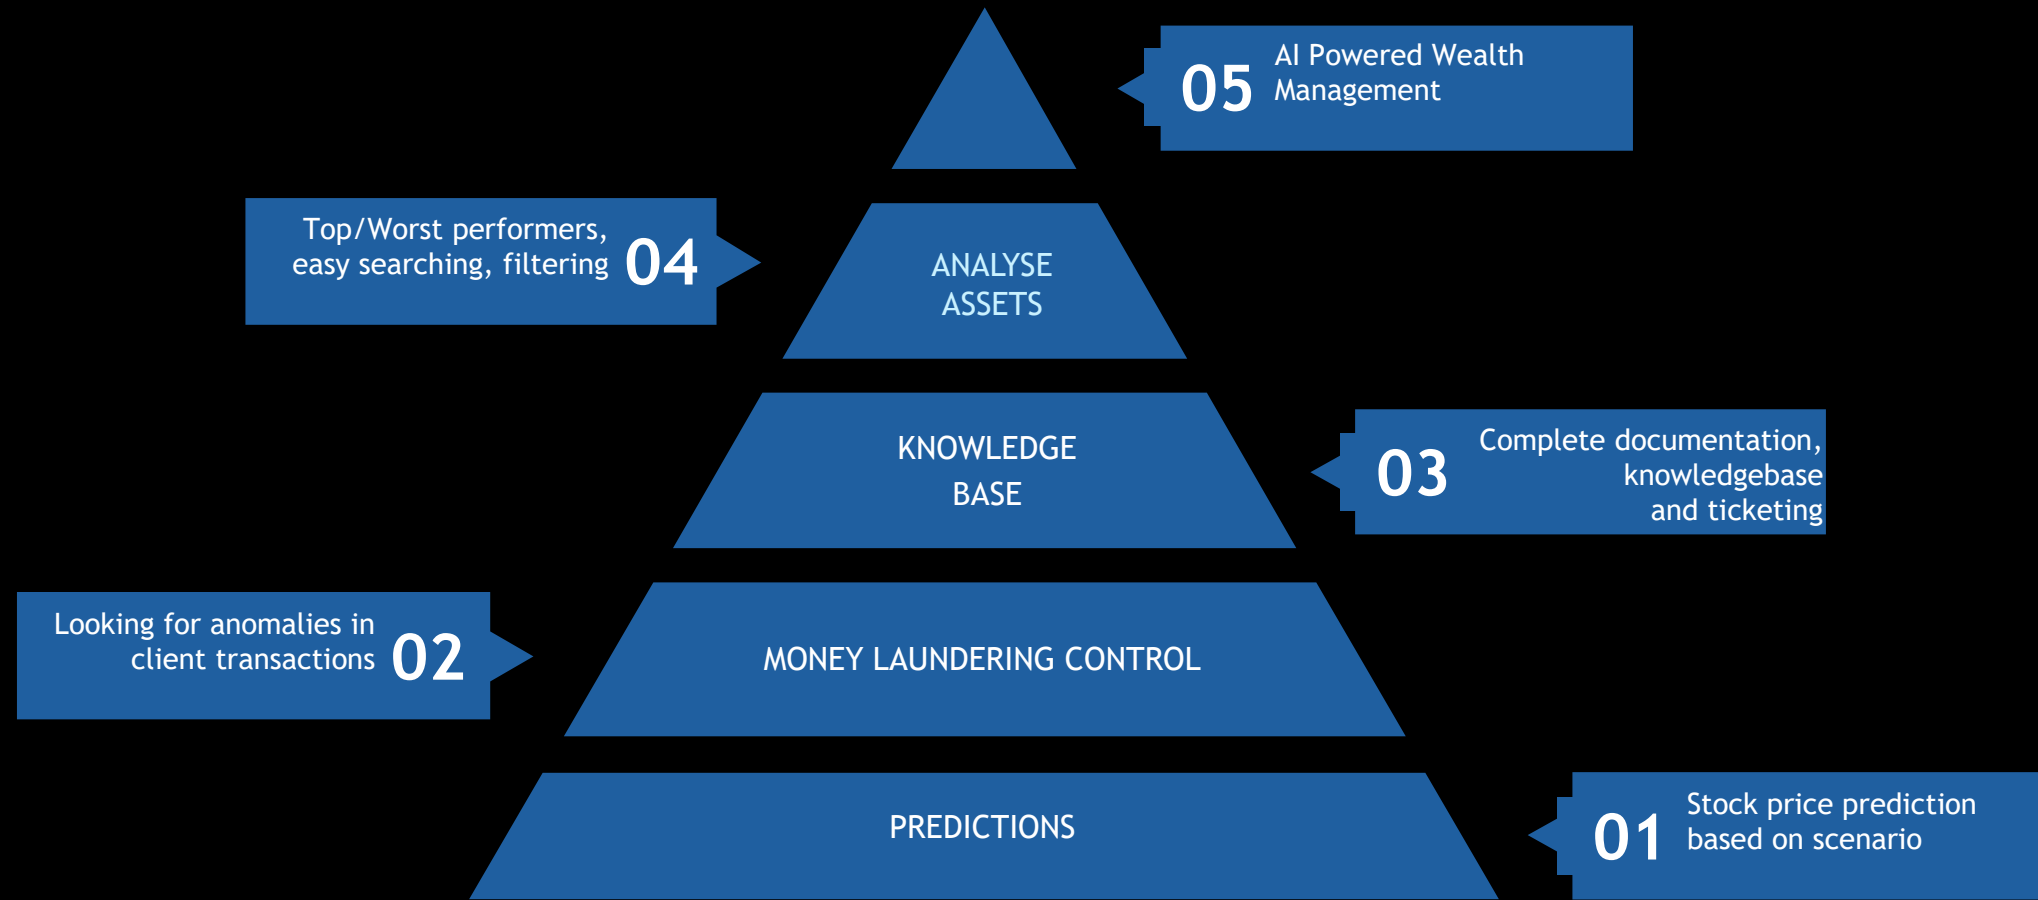 05
AI Powered Wealth
Management
Top/Worst performers,
easy searching, filtering
04
ANALYSE
ASSETS
KNOWLEDGE
BASE
03
Complete documentation,
knowledgebase
and ticketing
Looking for anomalies in
client transactions
02
MONEY LAUNDERING CONTROL
PREDICTIONS
01
Stock price prediction
based on scenario